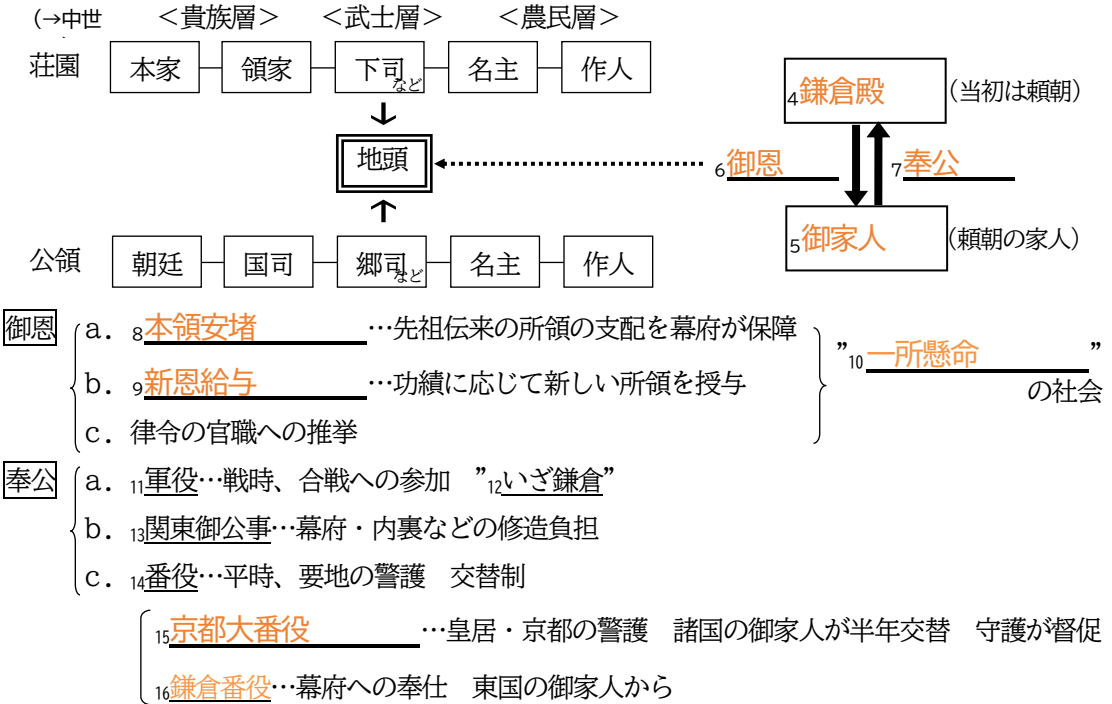 (→中世 ＜貴族層＞ ＜武士層＞ ＜農民層＞
荘園 本家 領家 下司など 名主 作人
4鎌倉殿 (当初は頼朝)
地頭
6御恩 7奉公
5御家人 (頼朝の家人)
公領 朝廷 国司 郷司など 名主 作人
御恩 a．8本領安堵 …先祖伝来の所領の支配を幕府が保障
b．9新恩給与 …功績に応じて新しい所領を授与
”10一所懸命”
の社会
c．律令の官職への推挙
奉公 a．11軍役…戦時、合戦への参加 ”12いざ鎌倉”
b．13関東御公事…幕府・内裏などの修造負担
c．14番役…平時、要地の警護 交替制
15京都大番役 …皇居・京都の警護 諸国の御家人が半年交替 守護が督促
16鎌倉番役…幕府への奉仕 東国の御家人から